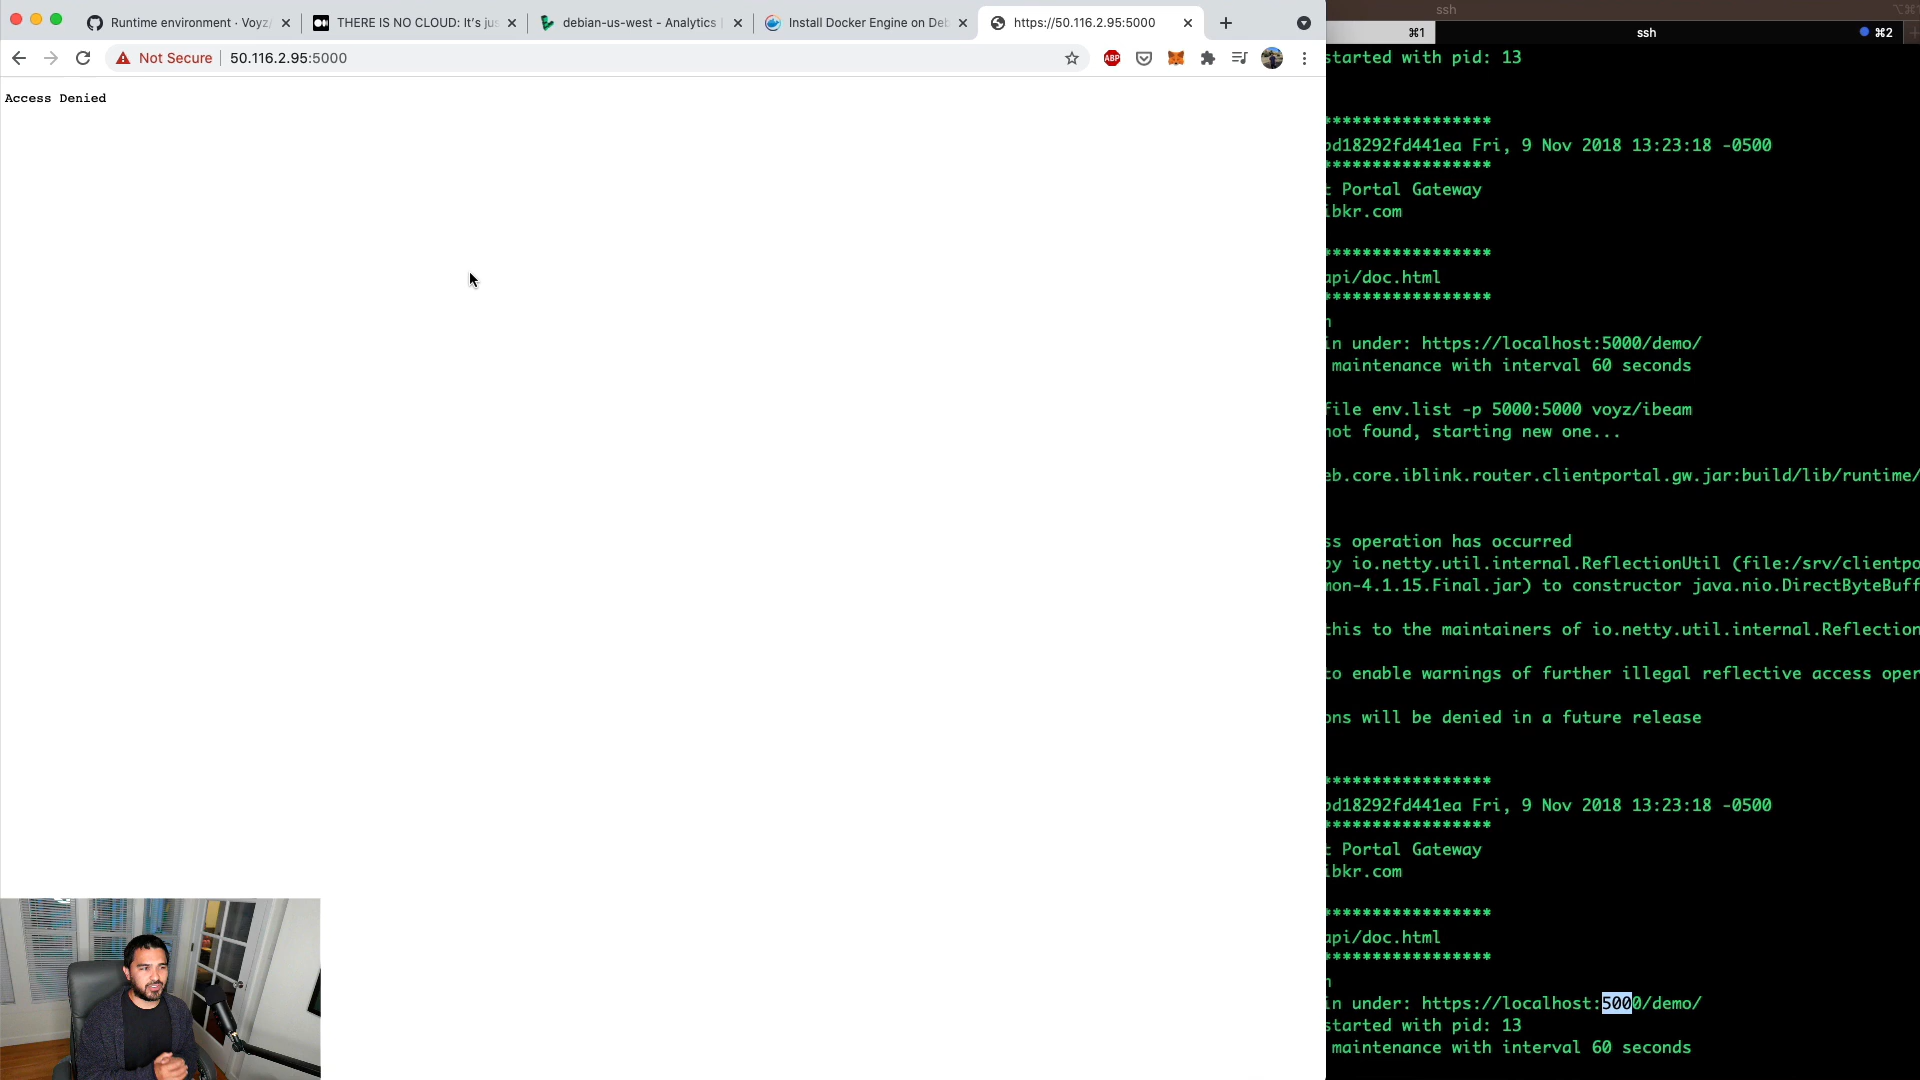 Runtime environment · Voyz/
THERE IS NO CLOUD: It's jus
debian-us-west - Analytics
Install Docker Engine on Deb
https://50.116.2.95:5000
Not Secure
50.116.2.95:5000
ABP
Access Denied
ssh
⌘1
ssh
⌘2
started with pid: 13
*****************
bd18292fd441ea Fri, 9 Nov 2018 13:23:18 -0500
*****************
t Portal Gateway
ibkr.com
*****************
api/doc.html
*****************
n
in under: https://localhost:5000/demo/
maintenance with interval 60 seconds
file env.list -p 5000:5000 voyz/ibeam
not found, starting new one...
eb.core.iblink.router.clientportal.gw.jar:build/lib/runtime/
ss operation has occurred
by io.netty.util.internal.ReflectionUtil (file:/srv/clientpo
mon-4.1.15.Final.jar) to constructor java.nio.DirectByteBuff
this to the maintainers of io.netty.util.internal.Reflection
to enable warnings of further illegal reflective access oper
ons will be denied in a future release
*****************
bd18292fd441ea Fri, 9 Nov 2018 13:23:18 -0500
*****************
t Portal Gateway
ibkr.com
*****************
api/doc.html
*****************
n
in under: https://localhost:5000/demo/
started with pid: 13
maintenance with interval 60 seconds